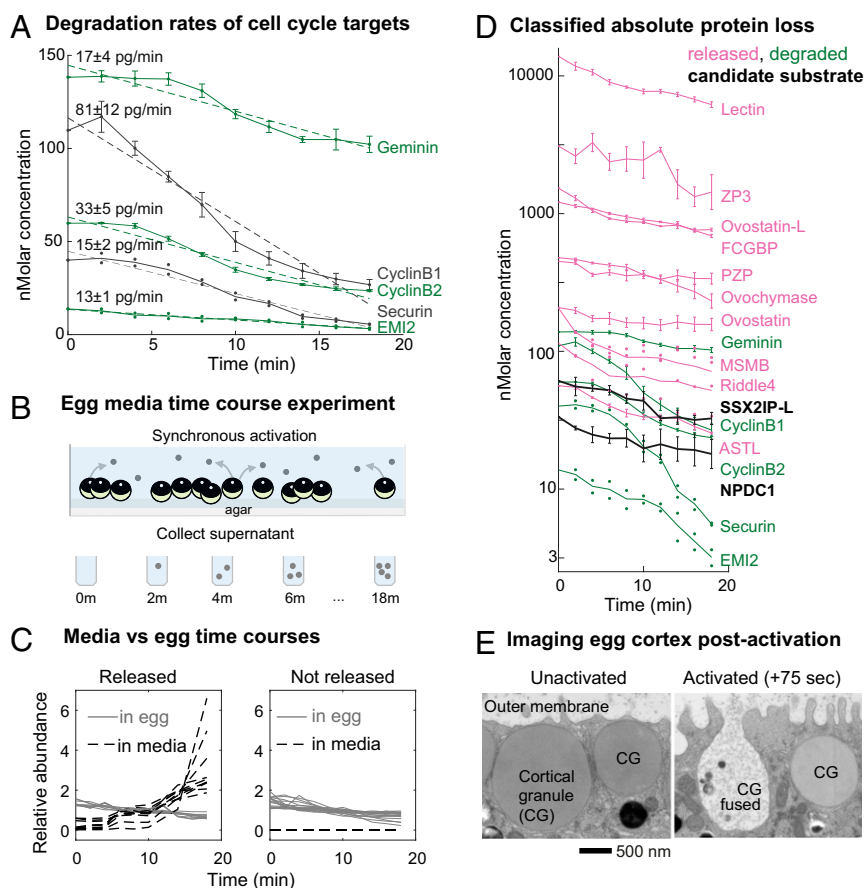 A Degradation rates of cell cycle targets
nMolar concentration
150
100
50
0
17±4 pg/min
81±12 pg/min
33±5 pg/min
15±2 pg/min
13±1 pg/min
Geminin
CyclinB1
CyclinB2
Securin
EMI2
0 5 10 15 20
Time (min)
B Egg media time course experiment
Synchronous activation
agar
Collect supernatant
0m 2m 4m 6m ... 18m
C Media vs egg time courses
Released Not released
Relative abundance
6
4
2
0
in egg
in media
0 10 20
6
4
2
0
in egg
in media
0 10 20
Time (min)
D Classified absolute protein loss
released, degraded
candidate substrate
nMolar concentration
10000
1000
100
10
3
Lectin
ZP3
Ovostatin-L
FCGBP
PZP
Ovochymase
Ovostatin
Geminin
MSMB
Riddle4
SSX2IP-L
CyclinB1
ASTL
CyclinB2
NPDC1
Securin
EMI2
0 10 20
Time (min)
E Imaging egg cortex post-activation
Unactivated Activated (+75 sec)
Outer membrane
Cortical
granule
(CG)
CG
CG
fused
CG
500 nm